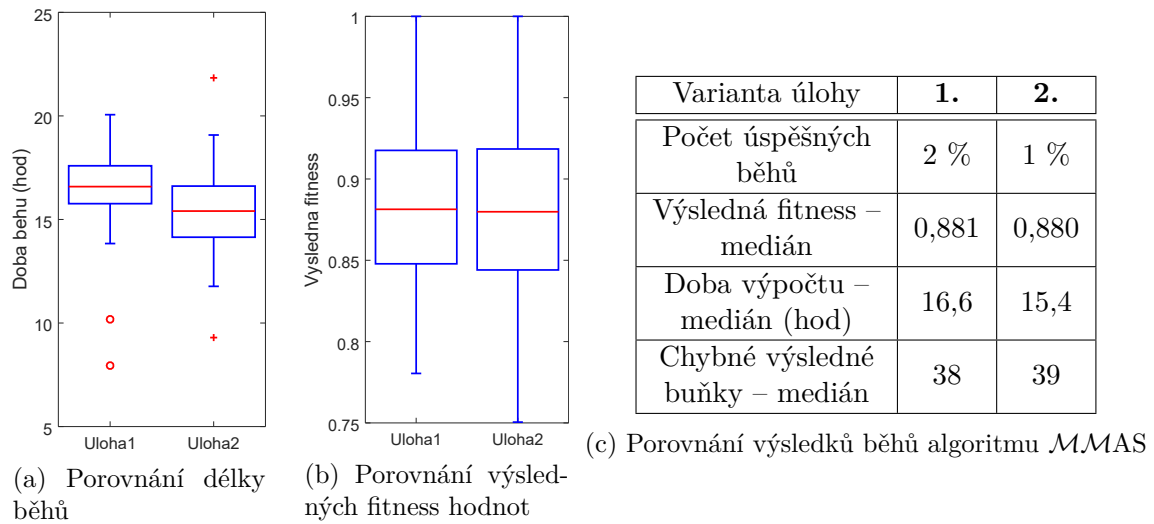 25
20
15
10
5
Doba behu (hod)
Uloha1 Uloha2
(a) Porovnání délky
běhů
1
0.95
0.9
0.85
0.8
0.75
Vysledna fitness
Uloha1 Uloha2
(b) Porovnání výsled-
ných fitness hodnot
Varianta úlohy 1. 2.
Počet úspěšných
běhů 2 % 1 %
Výsledná fitness –
medián 0,881 0,880
Doba výpočtu –
medián (hod) 16,6 15,4
Chybné výsledné
buňky – medián 38 39
(c) Porovnání výsledků běhů algoritmu MMAS